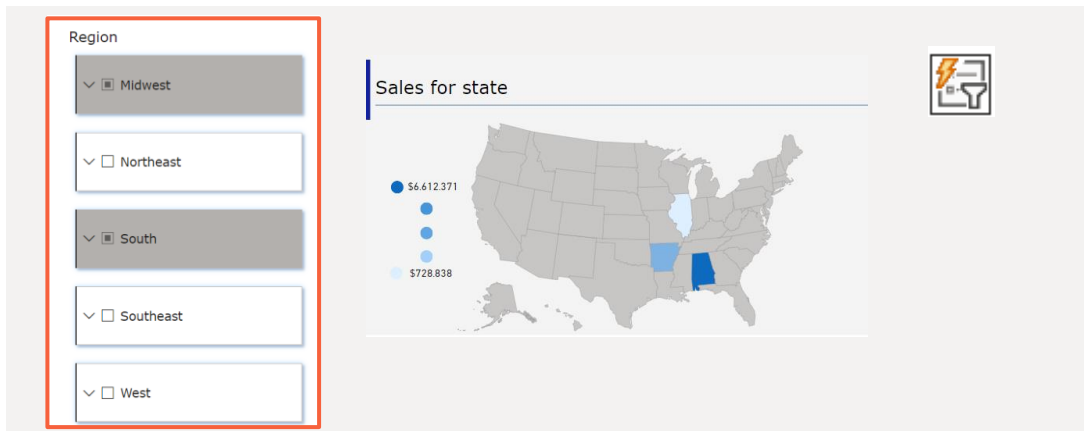 Region
Midwest
Northeast
South
Southeast
West
Sales for state
$6.612.371
$728.838